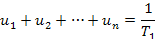 u₁ + u₂ + ⋯ + uₙ = 1/T₁